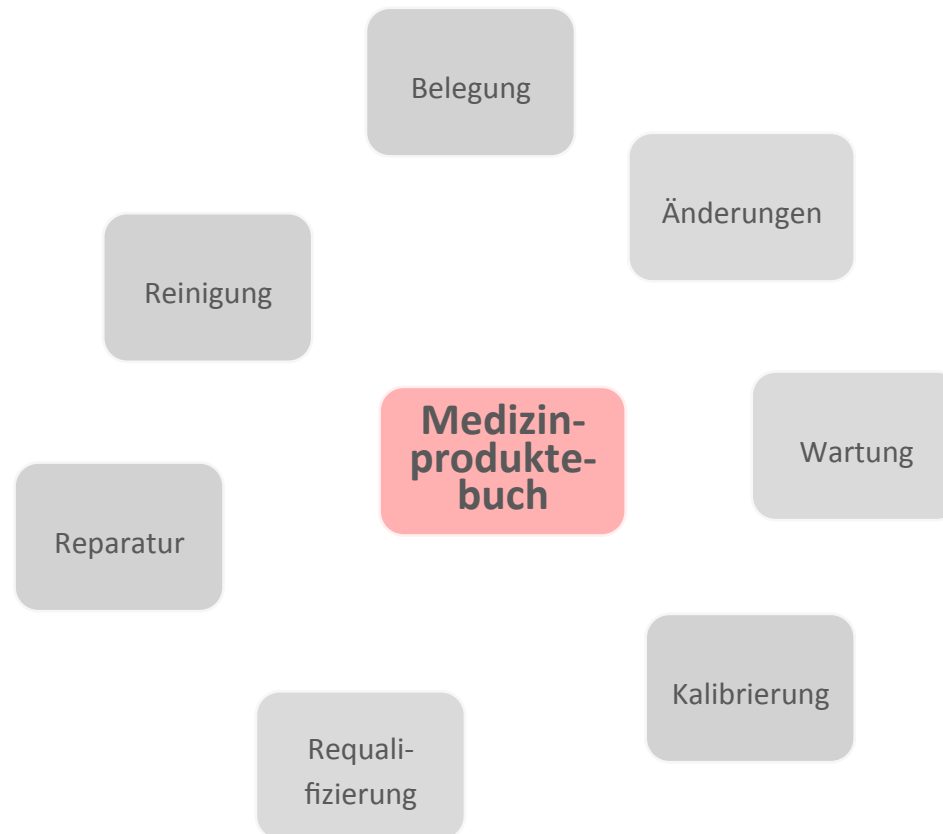 Belegung
Änderungen
Reinigung
Medizin-
produkte-
buch
Wartung
Reparatur
Kalibrierung
Requali-
fizierung